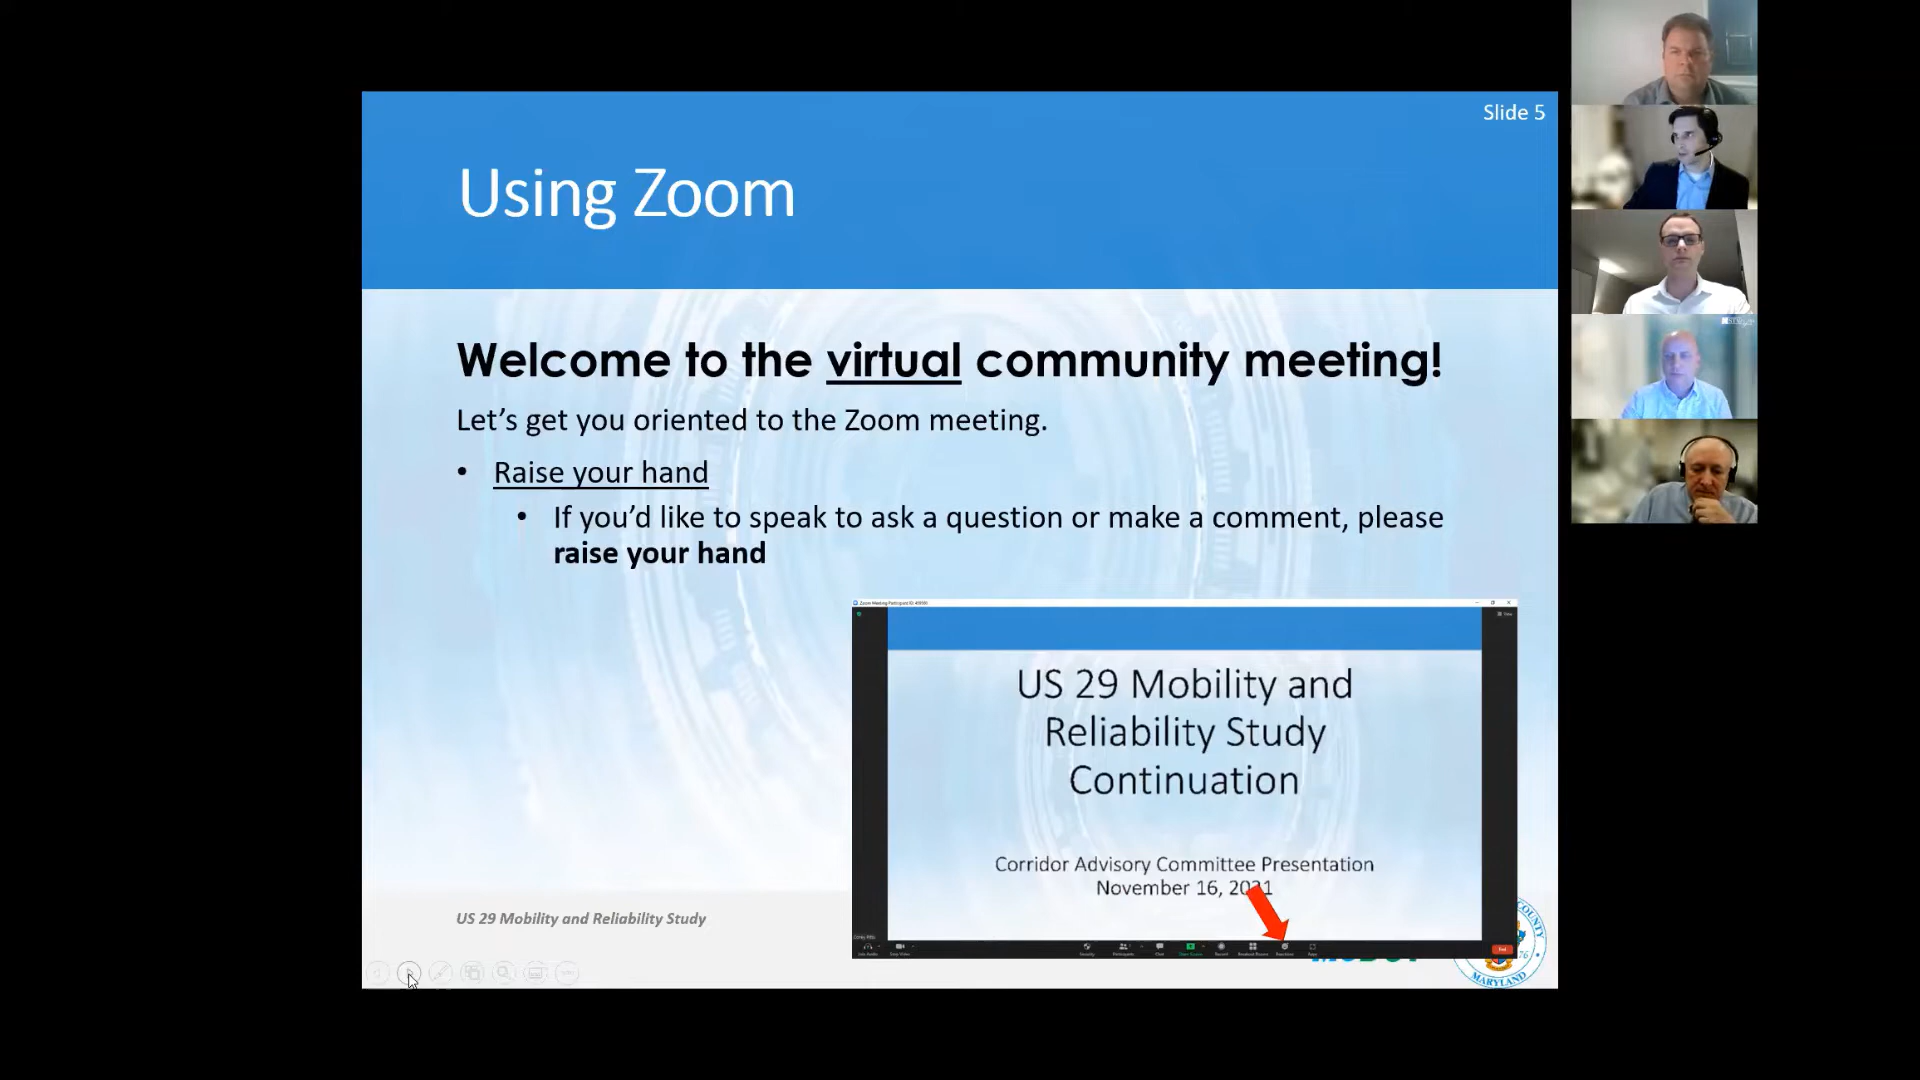 Slide 5
Using Zoom
Welcome to the virtual community meeting!
Let’s get you oriented to the Zoom meeting.
• Raise your hand
• If you’d like to speak to ask a question or make a comment, please
raise your hand
US 29 Mobility and
Reliability Study
Continuation
Corridor Advisory Committee Presentation
November 16, 2021
US 29 Mobility and Reliability Study
End
COUNTY
76
MARYLAND